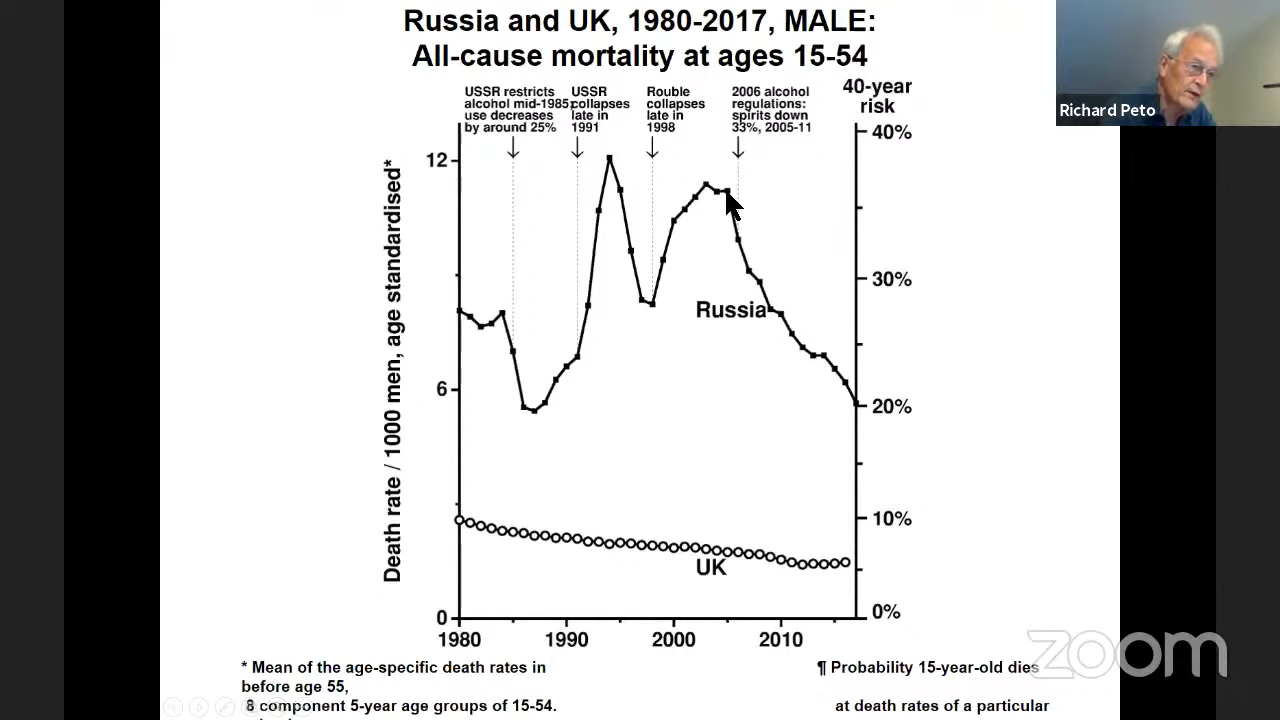 Russia and UK, 1980-2017, MALE:
All-cause mortality at ages 15-54
Richard Peto
USSR restricts
alcohol mid-1985;
use decreases
by around 25%
USSR
collapses
late in
1991
Rouble
collapses
late in
1998
2006 alcohol
regulations:
spirits down
33%, 2005-11
40-year
risk
40%
30%
20%
10%
0%
Death rate / 1000 men, age standardised*
12
6
0
Russia
UK
1980
1990
2000
2010
zoom
* Mean of the age-specific death rates in
before age 55,
8 component 5-year age groups of 15-54.
¶ Probability 15-year-old dies
at death rates of a particular